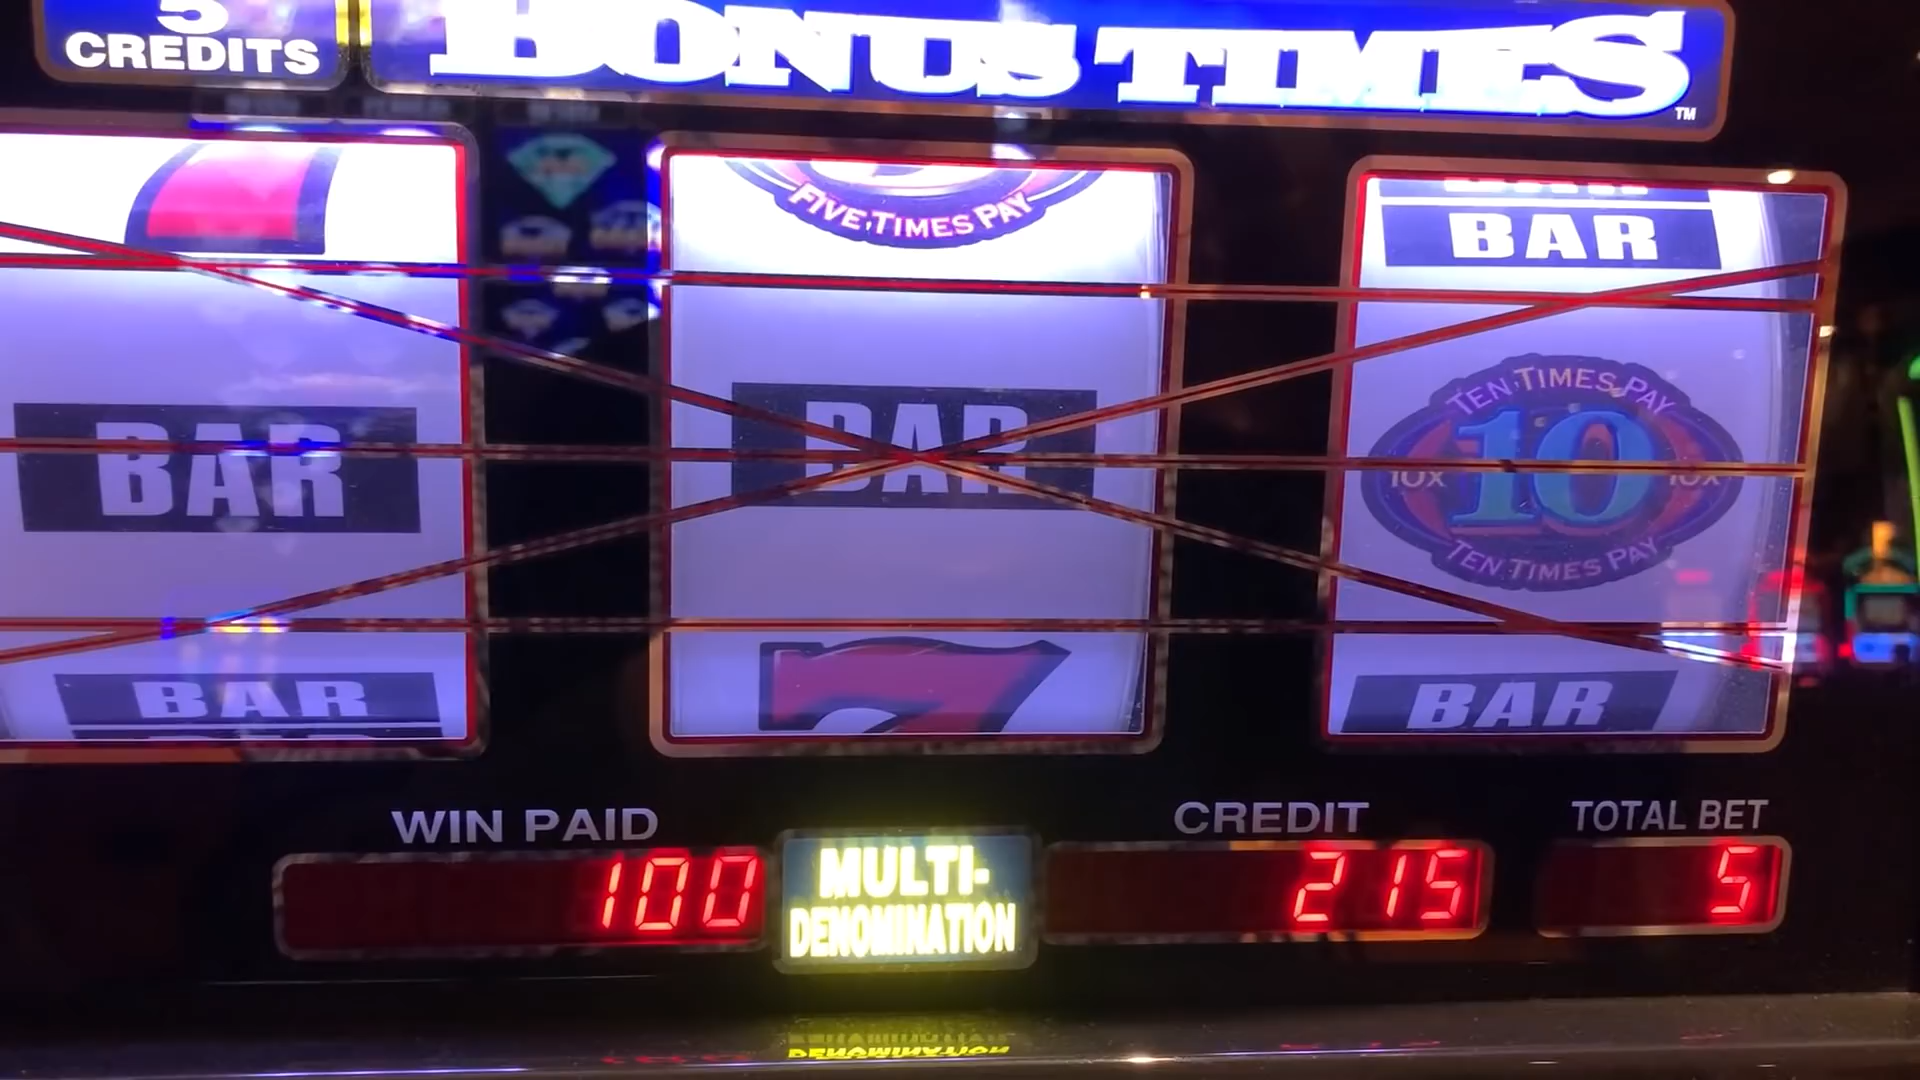 5
CREDITS
BONUS TIMES
TM
FIVE TIMES PAY
BAR
BAR
BAR
TEN TIMES PAY
10X 10 10X
TEN TIMES PAY
BAR
7
BAR
WIN PAID
CREDIT
TOTAL BET
100
MULTI-
DENOMINATION
215
5